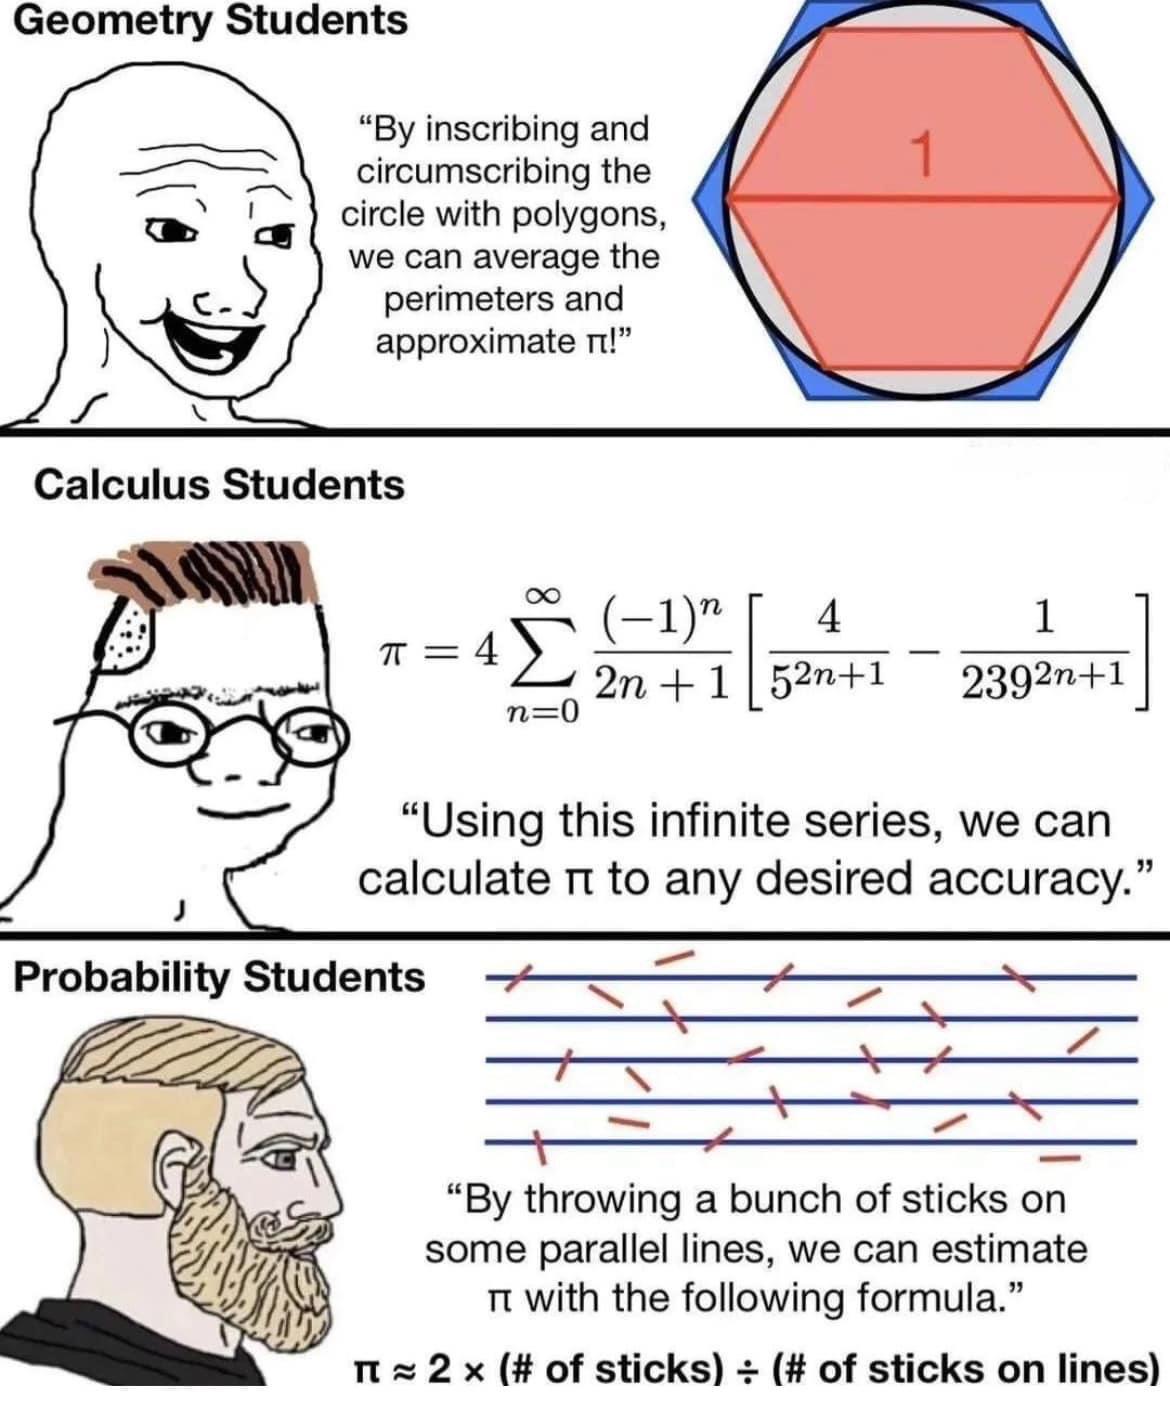 Geometry Students
“By inscribing and
circumscribing the
circle with polygons,
we can average the
perimeters and
approximate π!”
1
Calculus Students
π = 4 ∑_{n=0}^{∞} (−1)ⁿ / (2n + 1) [ 4 / 5^{2n+1} − 1 / 239^{2n+1} ]
“Using this infinite series, we can
calculate π to any desired accuracy.”
Probability Students
“By throwing a bunch of sticks on
some parallel lines, we can estimate
π with the following formula.”
π ≈ 2 × (# of sticks) ÷ (# of sticks on lines)